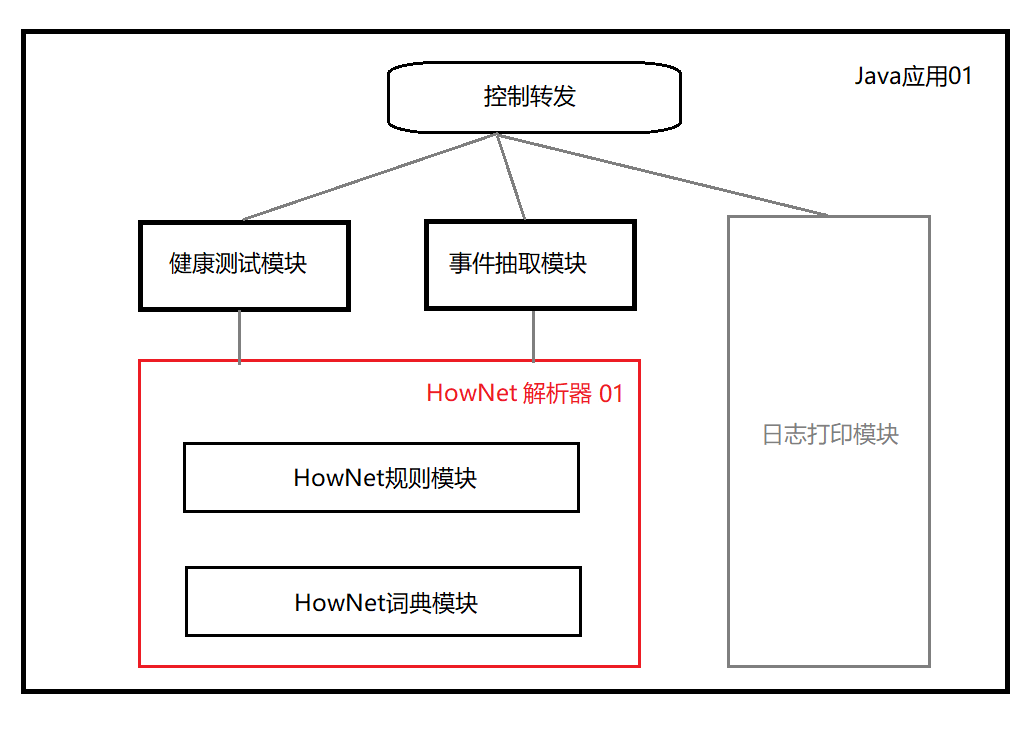 Java应用01
控制转发
健康测试模块
事件抽取模块
HowNet 解析器 01
日志打印模块
HowNet规则模块
HowNet词典模块